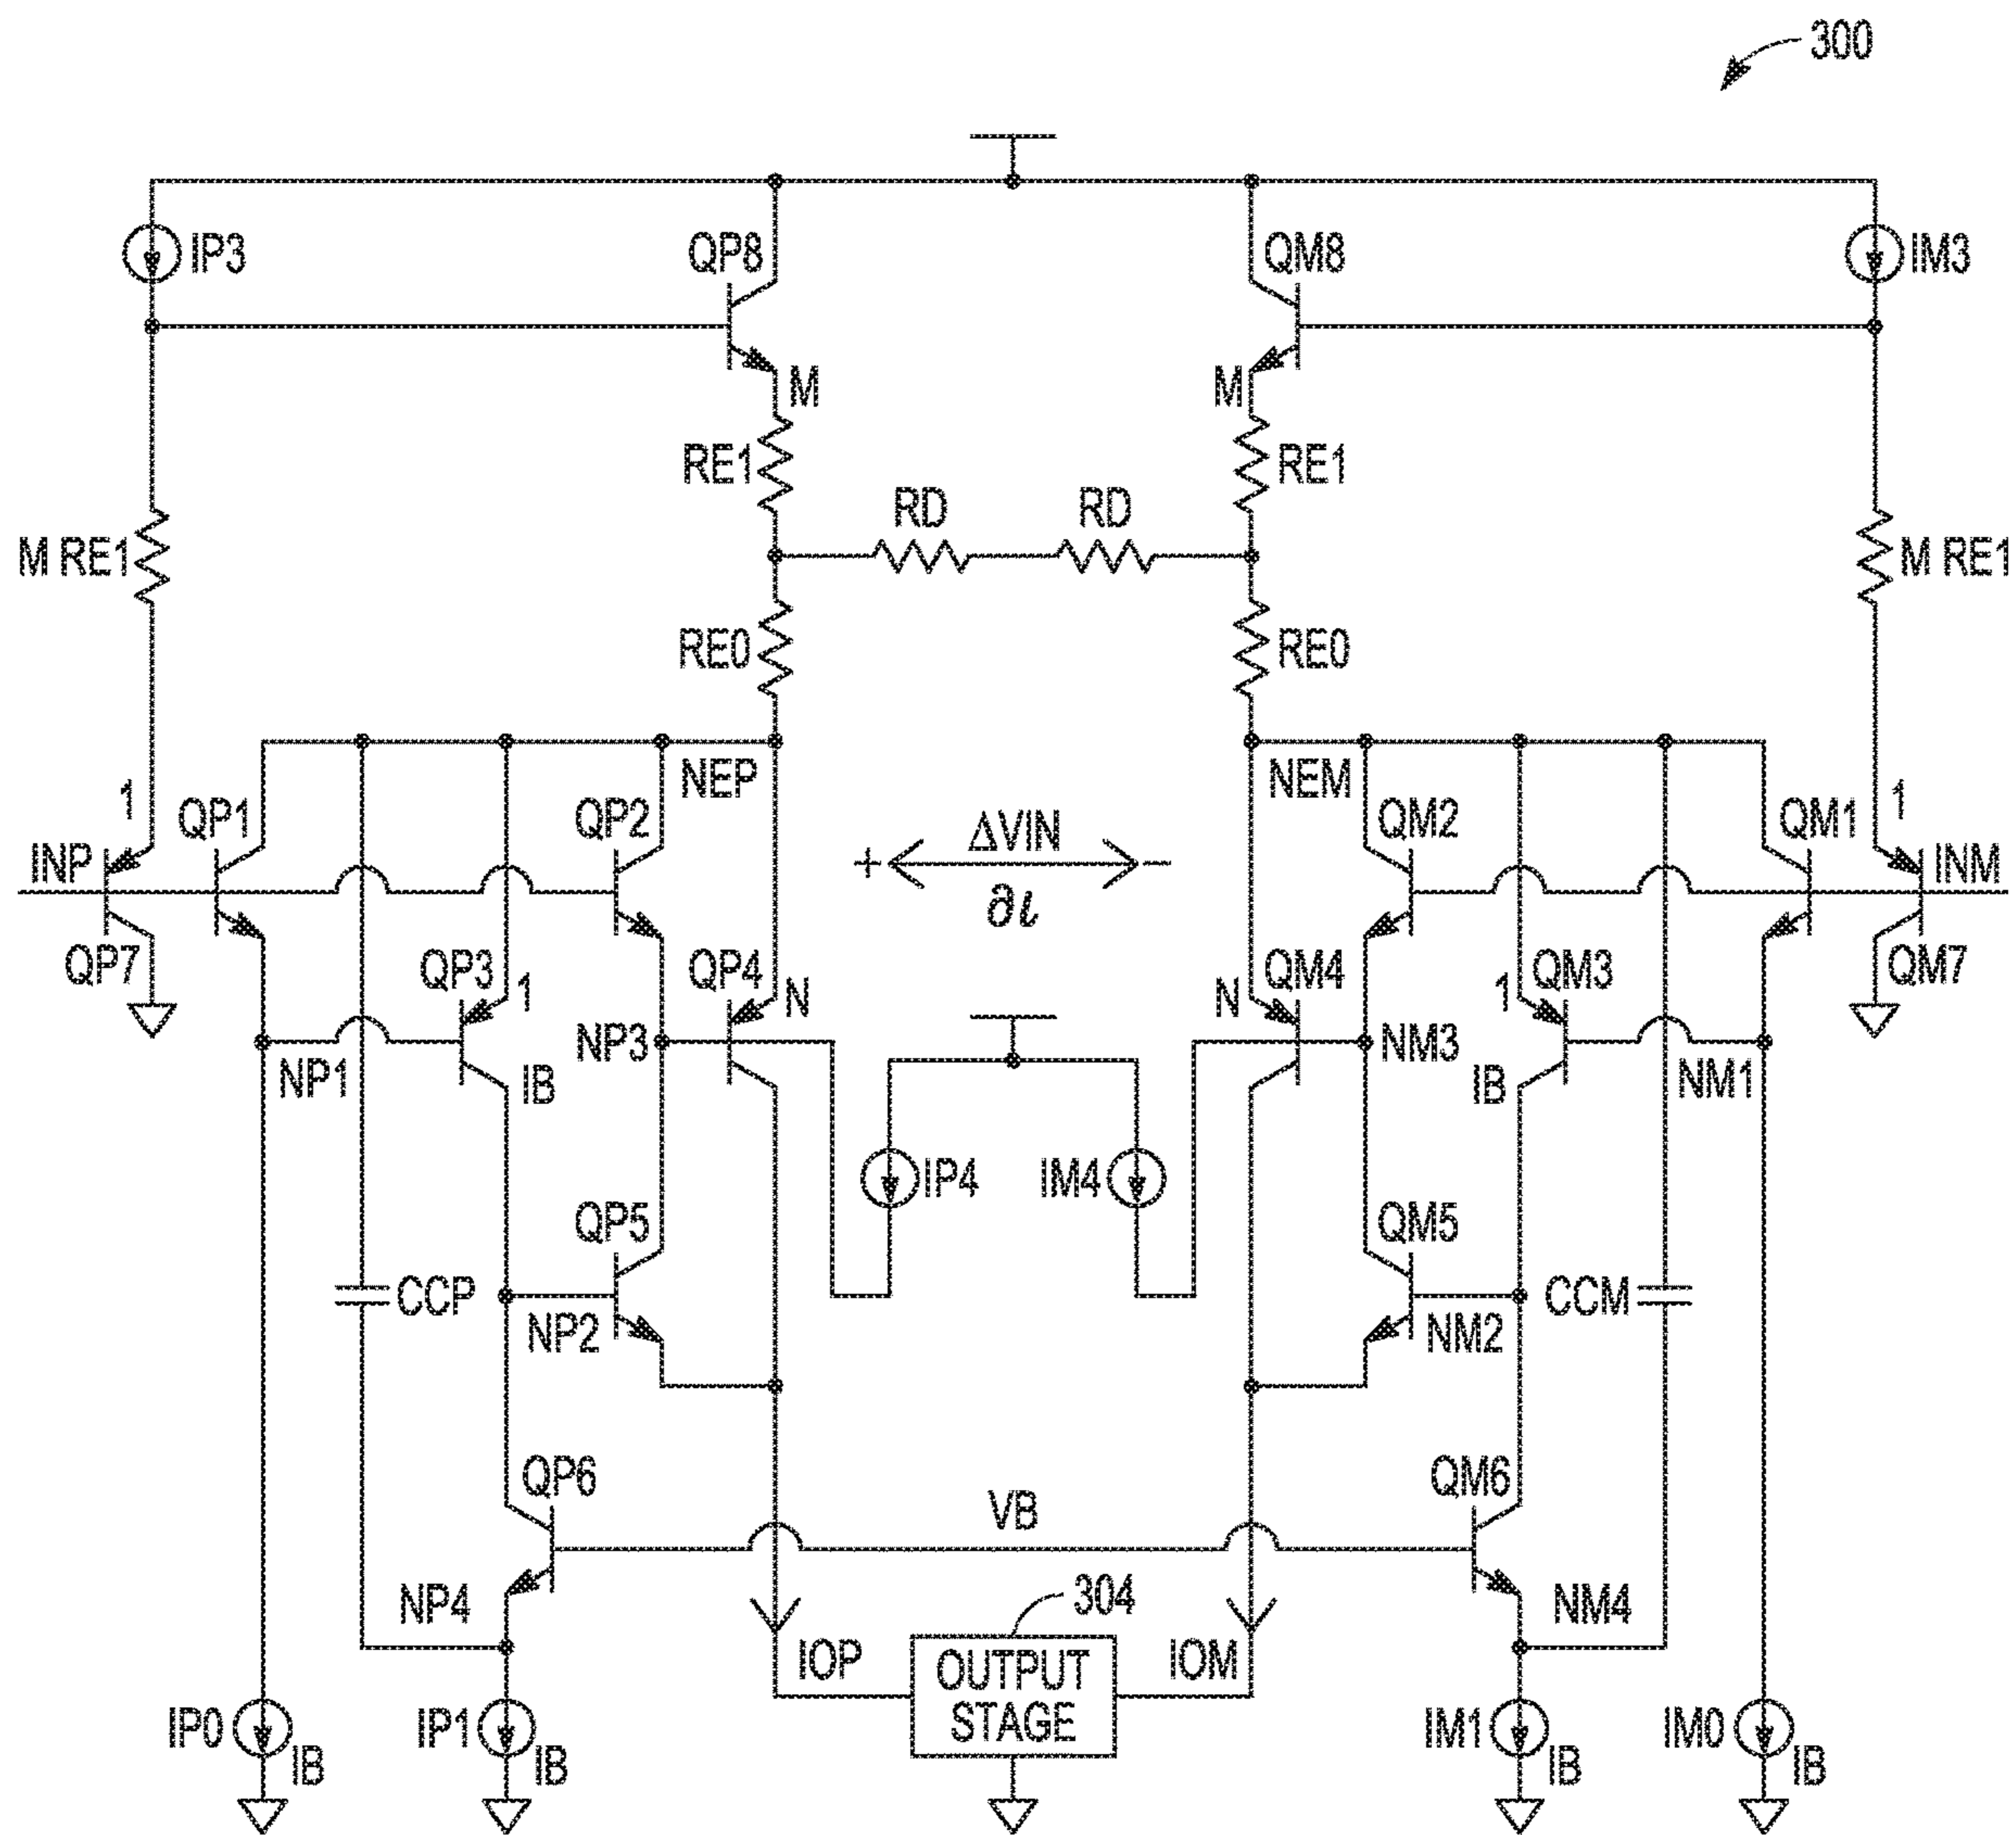 300
IP3
QP8
QM8
IM3
M
M
RE1
RE1
RD
RD
M RE1
M RE1
RE0
RE0
NEP
NEM
1
QP1
QP2
ΔVIN
QM2
QM1
1
INP
+
−
INM
∂ι
QP7
QP3
1
QP4
N
N
QM4
1
QM3
QM7
NP1
IB
NP3
NM3
IB
NM1
IP4
IM4
QP5
QM5
CCP
CCM
NP2
NM2
QP6
QM6
VB
NP4
304
NM4
IOP
OUTPUT
STAGE
IOM
IP0
IB
IP1
IB
IM1
IB
IM0
IB